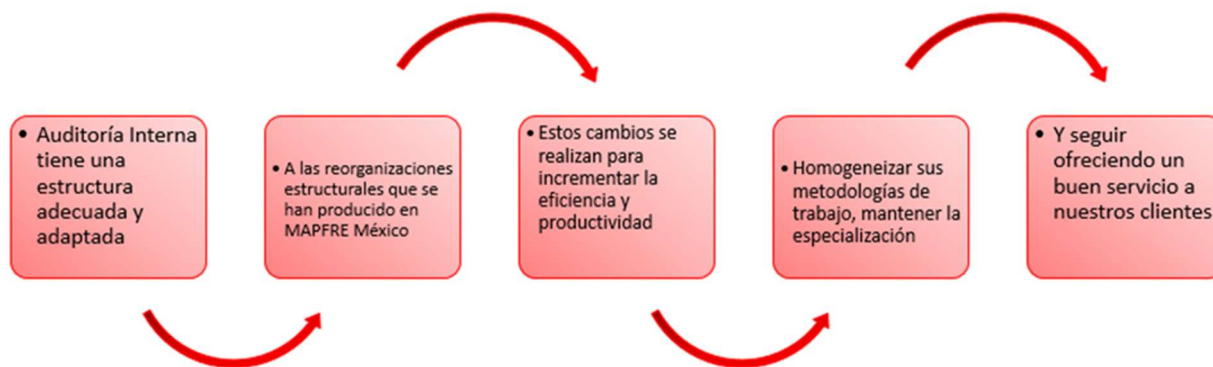 • Auditoría Interna
tiene una
estructura
adecuada y
adaptada
• A las reorganizaciones
estructurales que se
han producido en
MAPFRE México
• Estos cambios se
realizan para
incrementar la
eficiencia y
productividad
• Homogeneizar sus
metodologías de
trabajo, mantener la
especialización
• Y seguir
ofreciendo un
buen servicio a
nuestros clientes